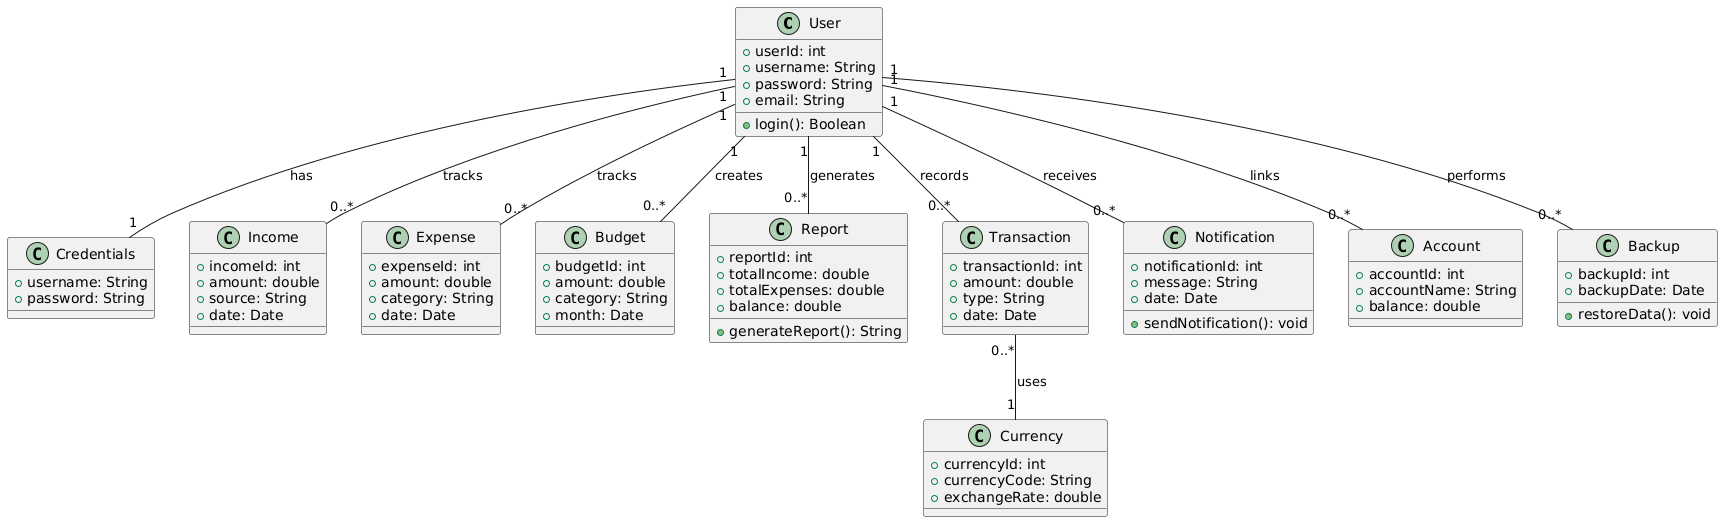 C User
userId: int
username: String
password: String
email: String
login(): Boolean
1
1
1
1
1
1
1
1
1
has
tracks
tracks
creates
generates
records
receives
links
performs
1
0..*
0..*
0..*
0..*
0..*
0..*
0..*
0..*
C Credentials
username: String
password: String
C Income
incomeId: int
amount: double
source: String
date: Date
C Expense
expenseId: int
amount: double
category: String
date: Date
C Budget
budgetId: int
amount: double
category: String
month: Date
C Report
reportId: int
totalIncome: double
totalExpenses: double
balance: double
generateReport(): String
C Transaction
transactionId: int
amount: double
type: String
date: Date
C Notification
notificationId: int
message: String
date: Date
sendNotification(): void
C Account
accountId: int
accountName: String
balance: double
C Backup
backupId: int
backupDate: Date
restoreData(): void
0..*
uses
1
C Currency
currencyId: int
currencyCode: String
exchangeRate: double